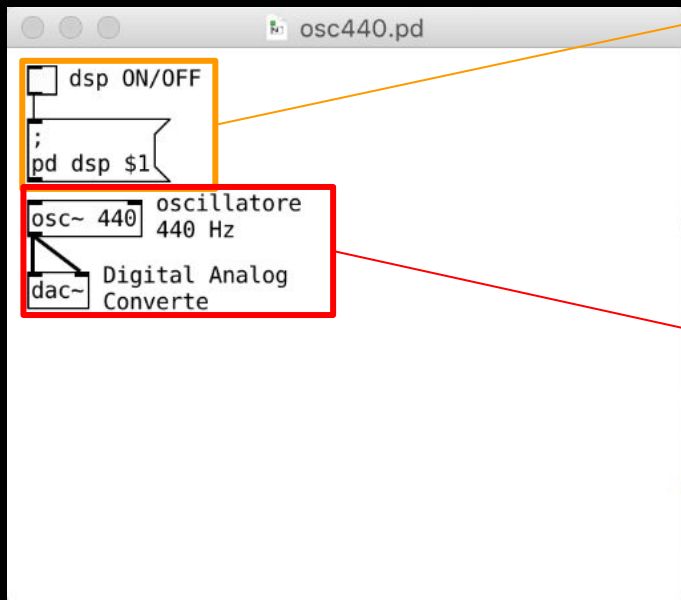 osc440.pd
dsp ON/OFF
;
pd dsp $1
osc~ 440
oscillatore
440 Hz
dac~
Digital Analog
Converte